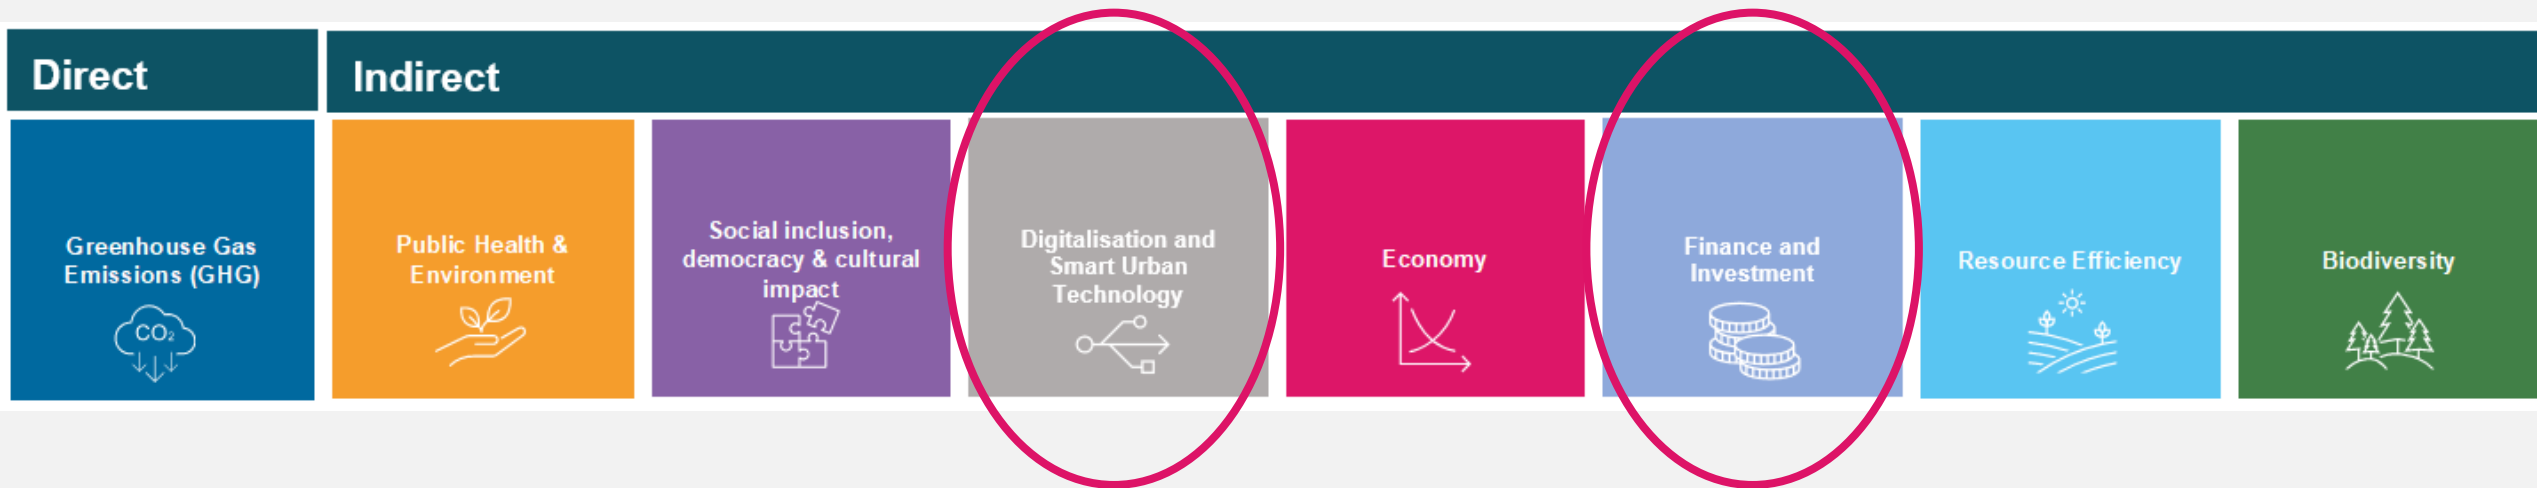 Direct
Indirect
Greenhouse Gas
Emissions (GHG)
CO₂
Public Health &
Environment
Social inclusion,
democracy & cultural
impact
Digitalisation and
Smart Urban
Technology
Economy
Finance and
Investment
Resource Efficiency
Biodiversity